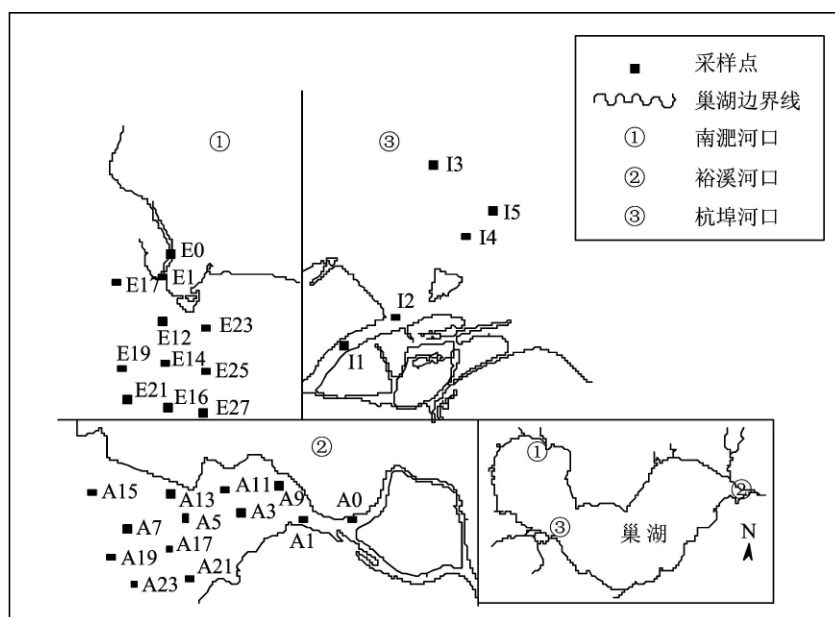 采样点
巢湖边界线
① 南淝河口
② 裕溪河口
③ 杭埠河口
①
E0
E1
E17
E12
E23
E19
E14
E25
E21
E16
E27
③
I3
I5
I4
I2
I1
②
A15
A13
A11
A9
A0
A7
A5
A3
A1
A19
A17
A23
A21
①
②
③
巢 湖
N